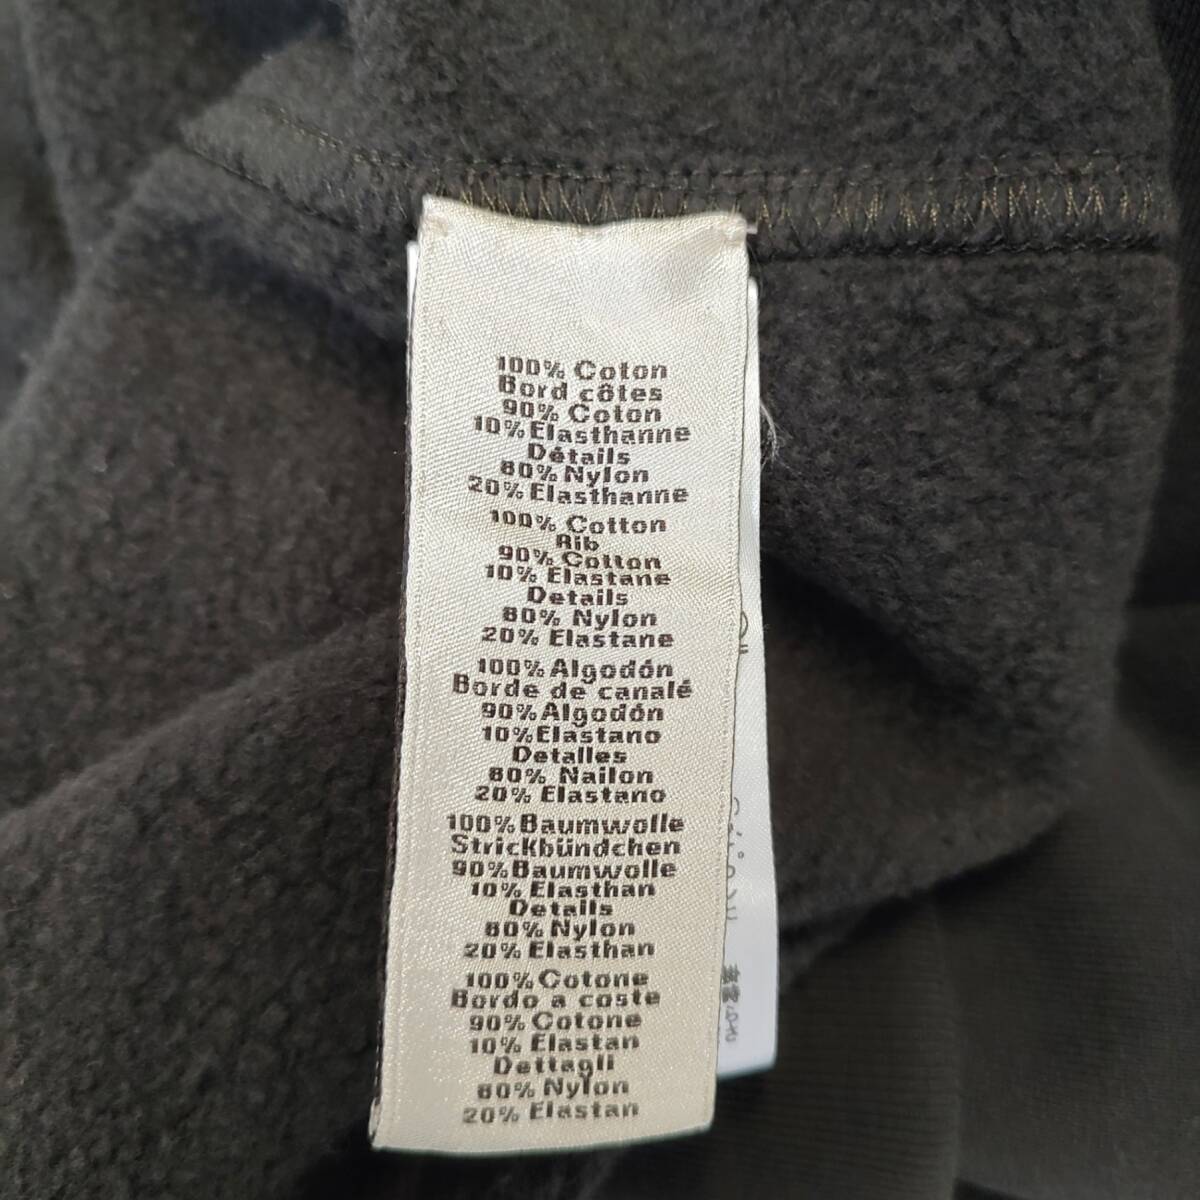 100% Coton
Bord côtes
90% Coton
10% Elasthanne
Détails
80% Nylon
20% Elasthanne
100% Cotton
Rib
90% Cotton
10% Elastane
Details
80% Nylon
20% Elastane
100% Algodón
Borde de canalé
90% Algodón
10% Elastano
Detalles
80% Nailon
20% Elastano
100% Baumwolle
Strickbündchen
90% Baumwolle
10% Elasthan
Details
80% Nylon
20% Elasthan
100% Cotone
Bordo a coste
90% Cotone
10% Elastan
Dettagli
80% Nylon
20% Elastan